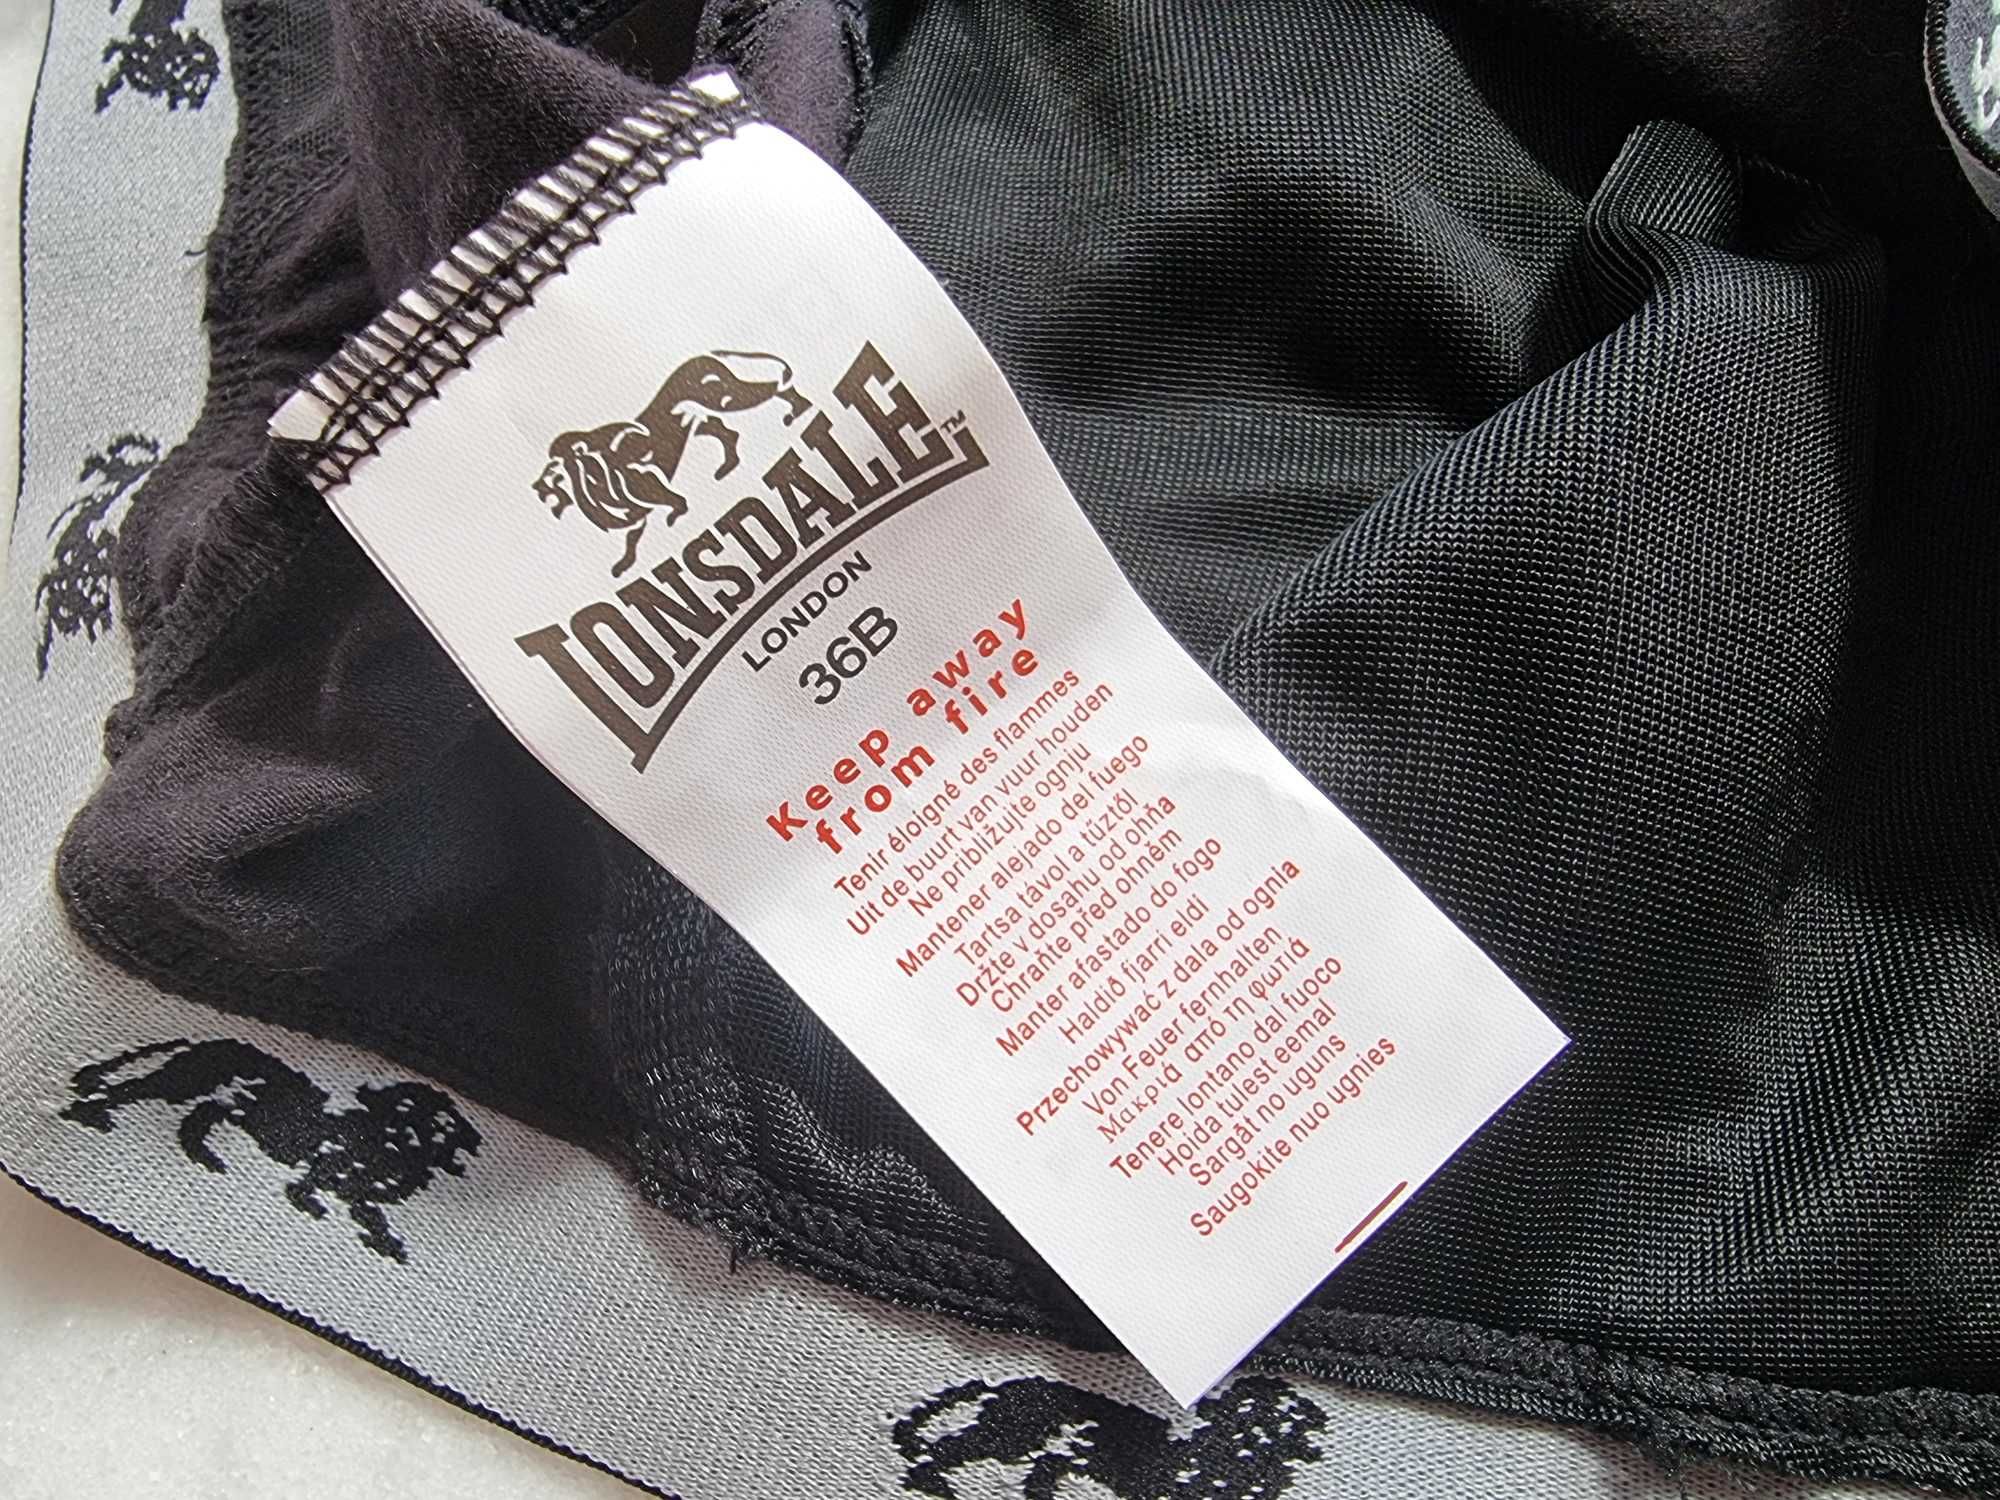 LONSDALE™
LONDON
36B
Keep away
from fire
Tenir éloigné des flammes
Uit de buurt van vuur houden
Ne približujte ognju
Mantener alejado del fuego
Tartsa távol a tűztől
Držte v dosahu od ohňa
Chraňte před ohněm
Manter afastado do fogo
Haldið fjarri eldi
Przechowywać z dala od ognia
Von Feuer fernhalten
Μακριά από τη φωτιά
Tenere lontano dal fuoco
Hoida tulest eemal
Sargāt no uguns
Saugokite nuo ugnies